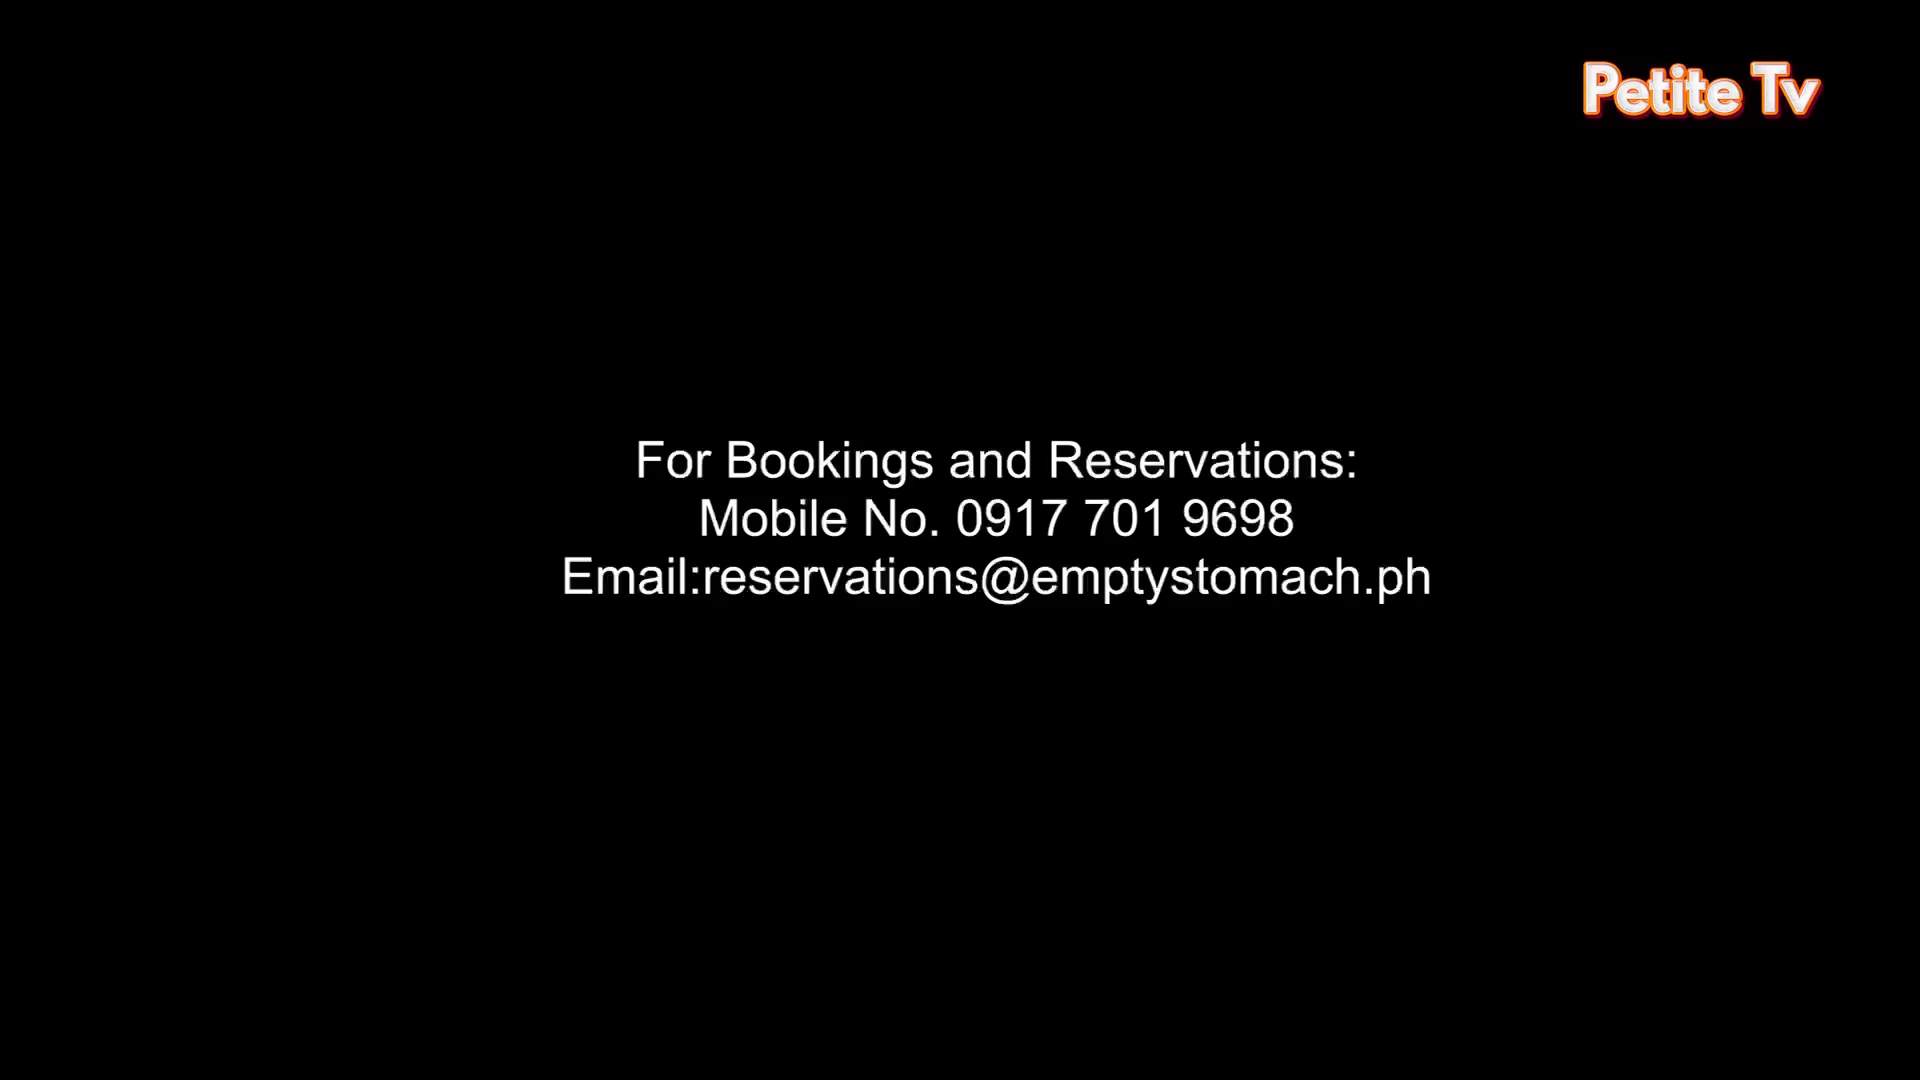 Petite Tv
For Bookings and Reservations:
Mobile No. 0917 701 9698
Email:reservations@emptystomach.ph